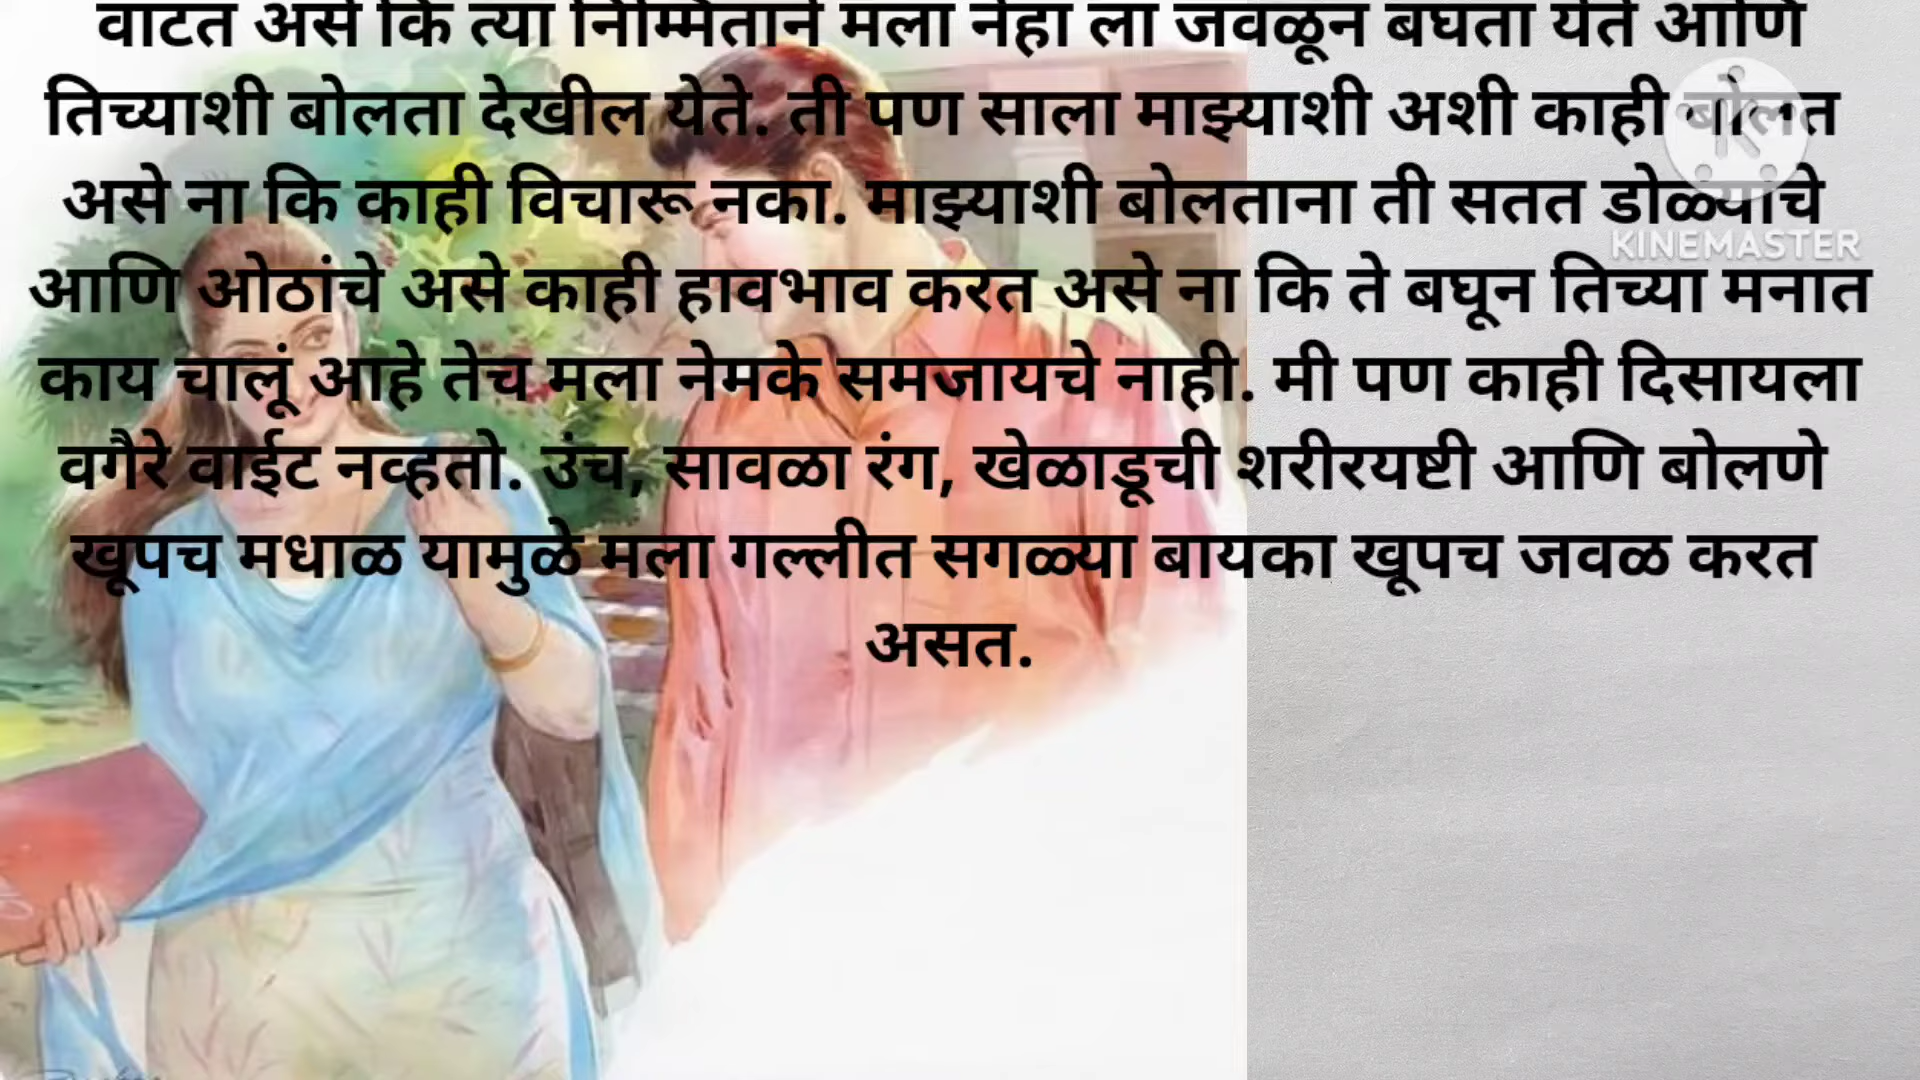 वाटत असे कि त्या निम्मिताने मला नेहा ला जवळून बघता येते आणि
तिच्याशी बोलता देखील येते. ती पण साला माझ्याशी अशी काही बोलत
असे ना कि काही विचारू नका. माझ्याशी बोलताना ती सतत डोळ्याचे
आणि ओठांचे असे काही हावभाव करत असे ना कि ते बघून तिच्या मनात
काय चालूं आहे तेच मला नेमके समजायचे नाही. मी पण काही दिसायला
वगैरे वाईट नव्हतो. उंच, सावळा रंग, खेळाडूची शरीरयष्टी आणि बोलणे
खूपच मधाळ यामुळे मला गल्लीत सगळ्या बायका खूपच जवळ करत
असत.
KINEMASTER